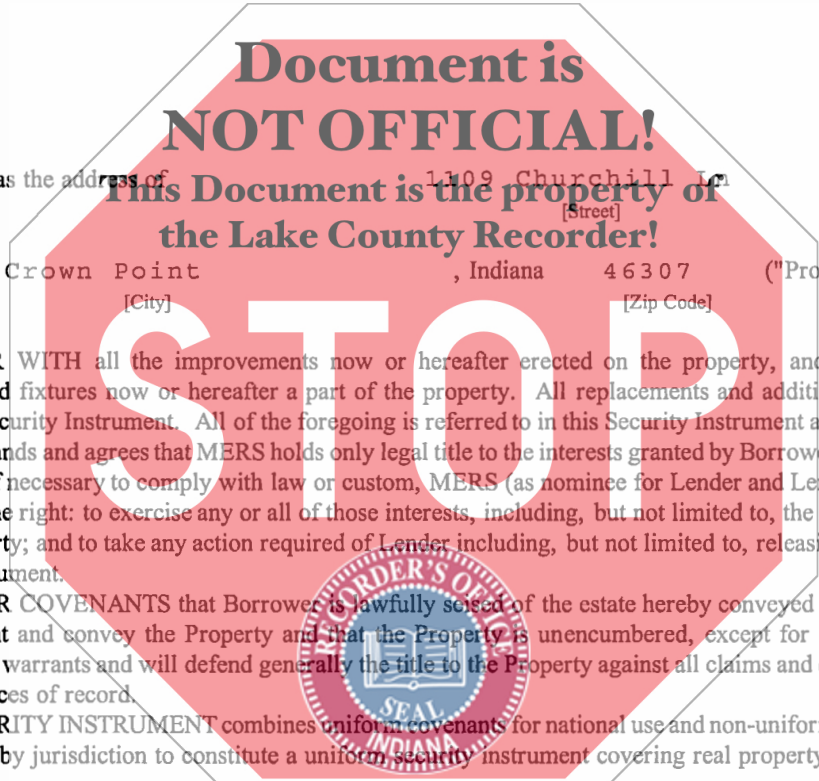 Document is
NOT OFFICIAL!
as the address of 1109 Churchill Ln
This Document is the property of
[Street]
the Lake County Recorder!
Crown Point , Indiana 46307 ("Pro
[City] [Zip Code]
STOP
R WITH all the improvements now or hereafter erected on the property, and
d fixtures now or hereafter a part of the property. All replacements and additi
curity Instrument. All of the foregoing is referred to in this Security Instrument a
nds and agrees that MERS holds only legal title to the interests granted by Borrowe
f necessary to comply with law or custom, MERS (as nominee for Lender and Len
e right: to exercise any or all of those interests, including, but not limited to, the
ty; and to take any action required of Lender including, but not limited to, releasi
ument.
R COVENANTS that Borrower is lawfully seised of the estate hereby conveyed
t and convey the Property and that the Property is unencumbered, except for
warrants and will defend generally the title to the Property against all claims and
ces of record.
RITY INSTRUMENT combines uniform covenants for national use and non-uniform
by jurisdiction to constitute a uniform security instrument covering real property
RECORDER'S OFFICE
SEAL
INDIANA